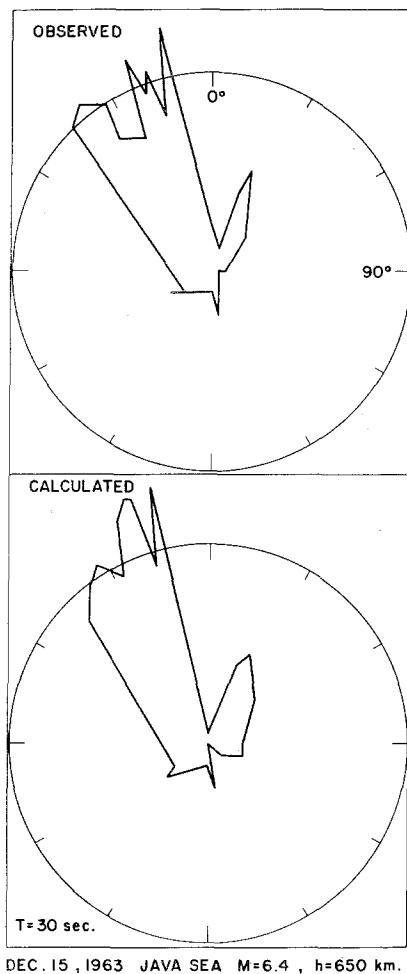 OBSERVED
0°
90°
CALCULATED
T=30 sec.
DEC. 15, 1963 JAVA SEA M=6.4, h=650 km.